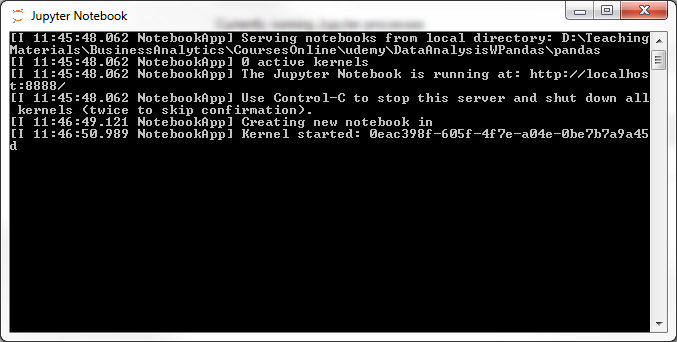 Jupyter Notebook
Currently running Jupyter processes
[I 11:45:48.062 NotebookApp] Serving notebooks from local directory: D:\Teaching
Materials\BusinessAnalytics\CoursesOnline\udemy\DataAnalysisWPandas\pandas
[I 11:45:48.062 NotebookApp] 0 active kernels
[I 11:45:48.062 NotebookApp] The Jupyter Notebook is running at: http://localhos
t:8888/
[I 11:45:48.062 NotebookApp] Use Control-C to stop this server and shut down all
 kernels (twice to skip confirmation).
[I 11:46:49.121 NotebookApp] Creating new notebook in
[I 11:46:50.989 NotebookApp] Kernel started: 0eac398f-605f-4f7e-a04e-0be7b7a9a45
d